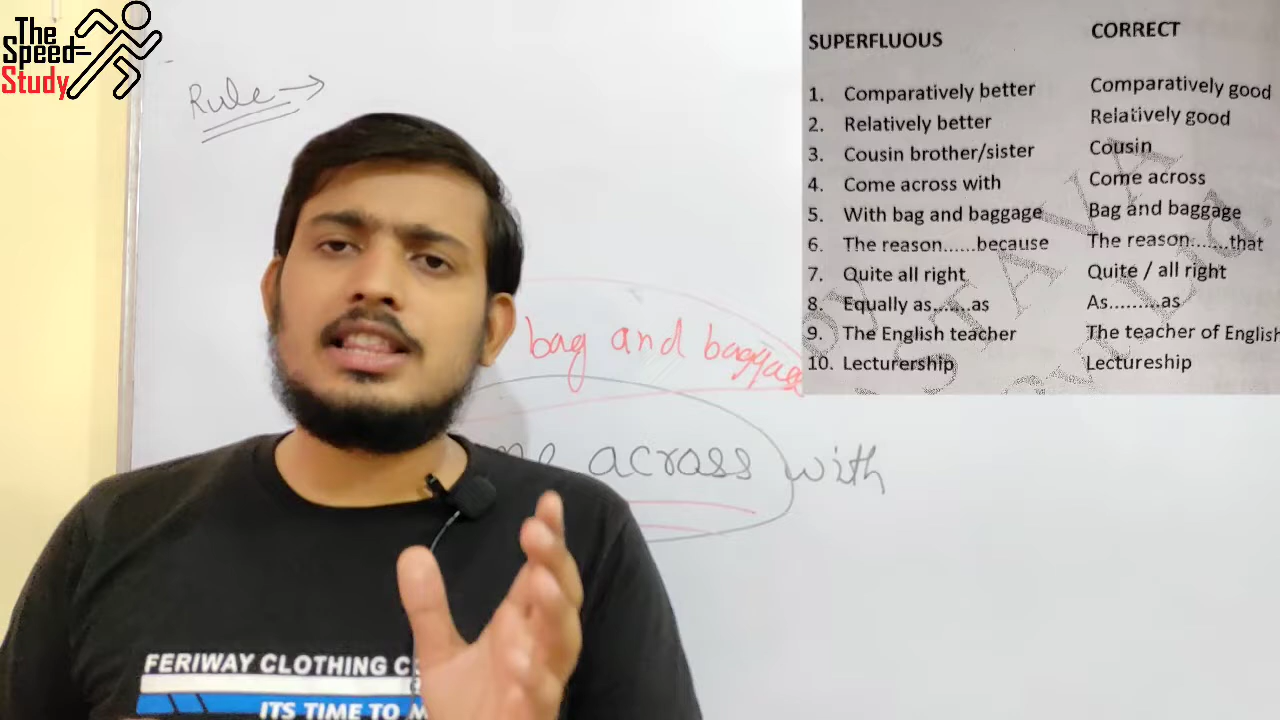 The
Speed
Study
Rule →
bag and baggage
across with
FERIWAY CLOTHING
ITS TIME TO
SUPERFLUOUS CORRECT
1. Comparatively better Comparatively good
2. Relatively better Relatively good
3. Cousin brother/sister Cousin
4. Come across with Come across
5. With bag and baggage Bag and baggage
6. The reason......because The reason.......that
7. Quite all right Quite / all right
8. Equally as......as As.........as
9. The English teacher The teacher of English
10. Lecturership Lectureship